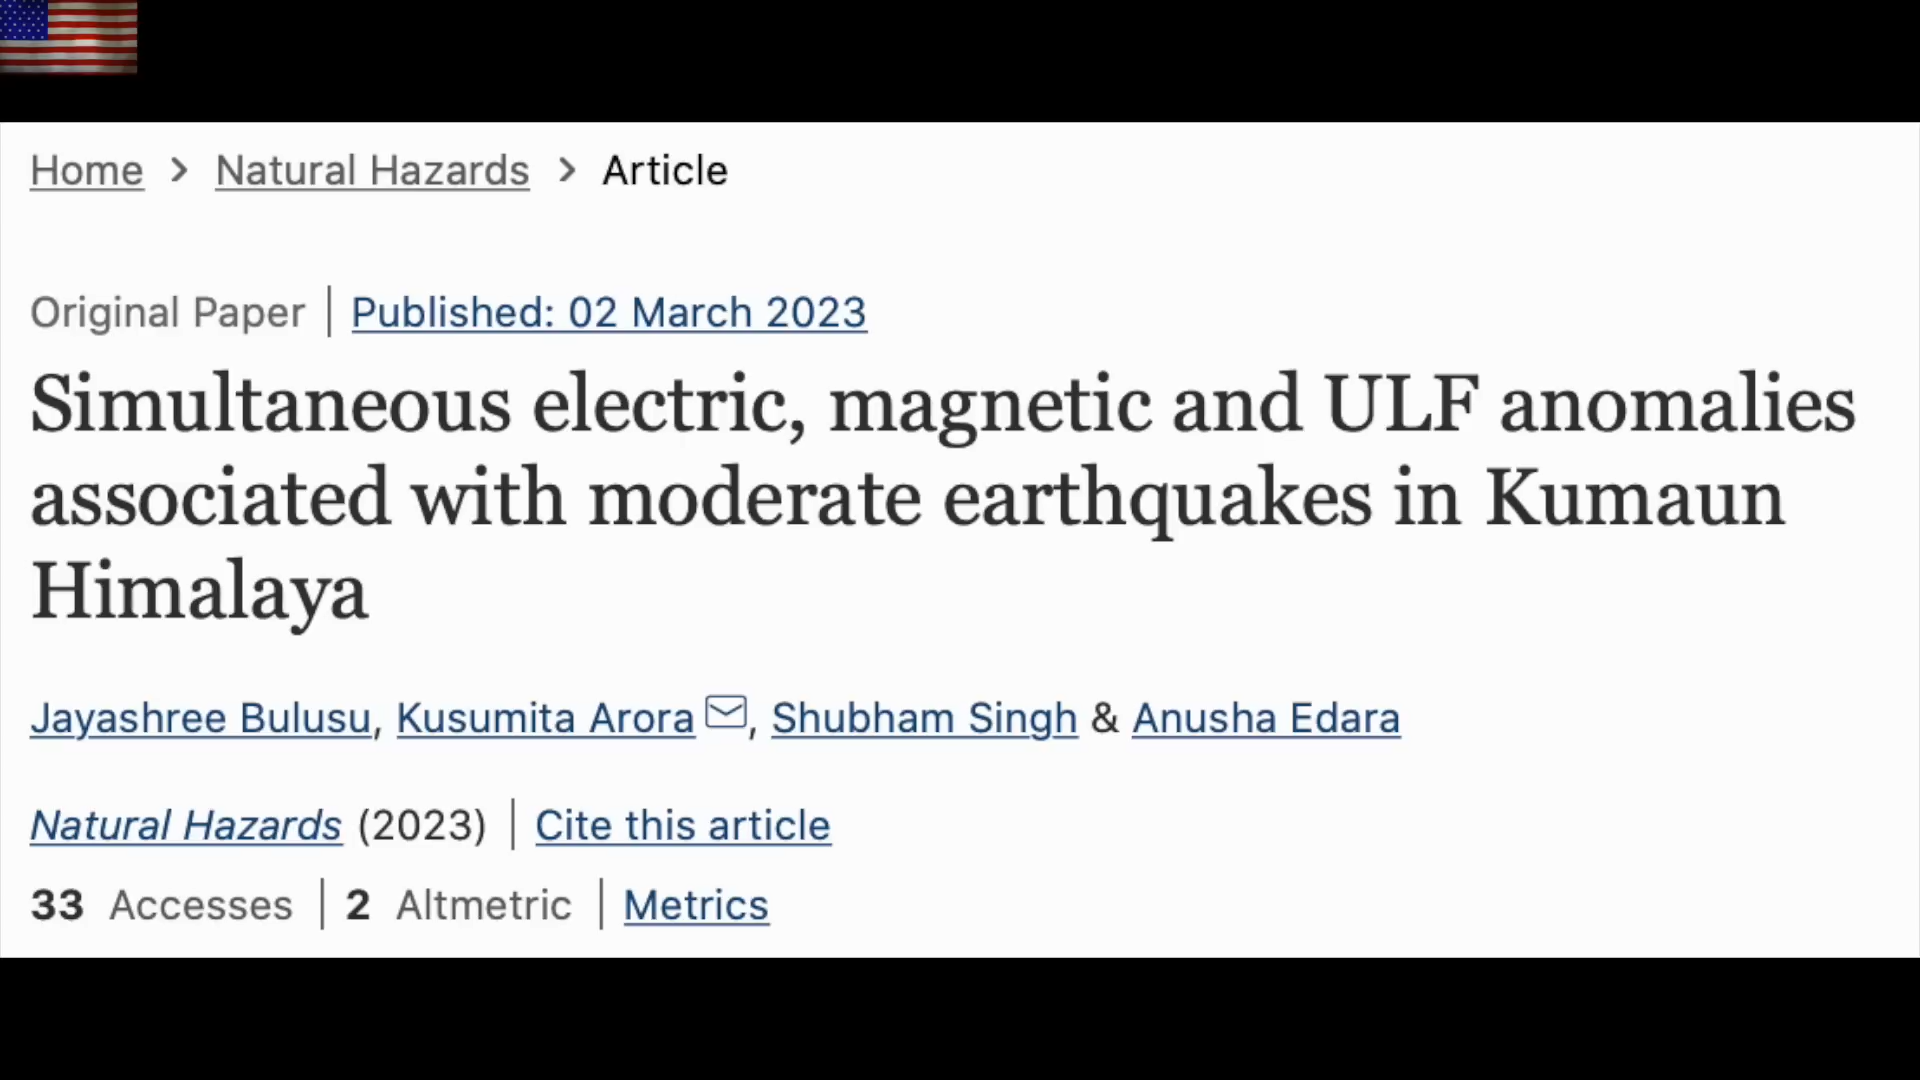 Home > Natural Hazards > Article
Original Paper | Published: 02 March 2023
Simultaneous electric, magnetic and ULF anomalies
associated with moderate earthquakes in Kumaun
Himalaya
Jayashree Bulusu, Kusumita Arora, Shubham Singh & Anusha Edara
Natural Hazards (2023) | Cite this article
33 Accesses | 2 Altmetric | Metrics